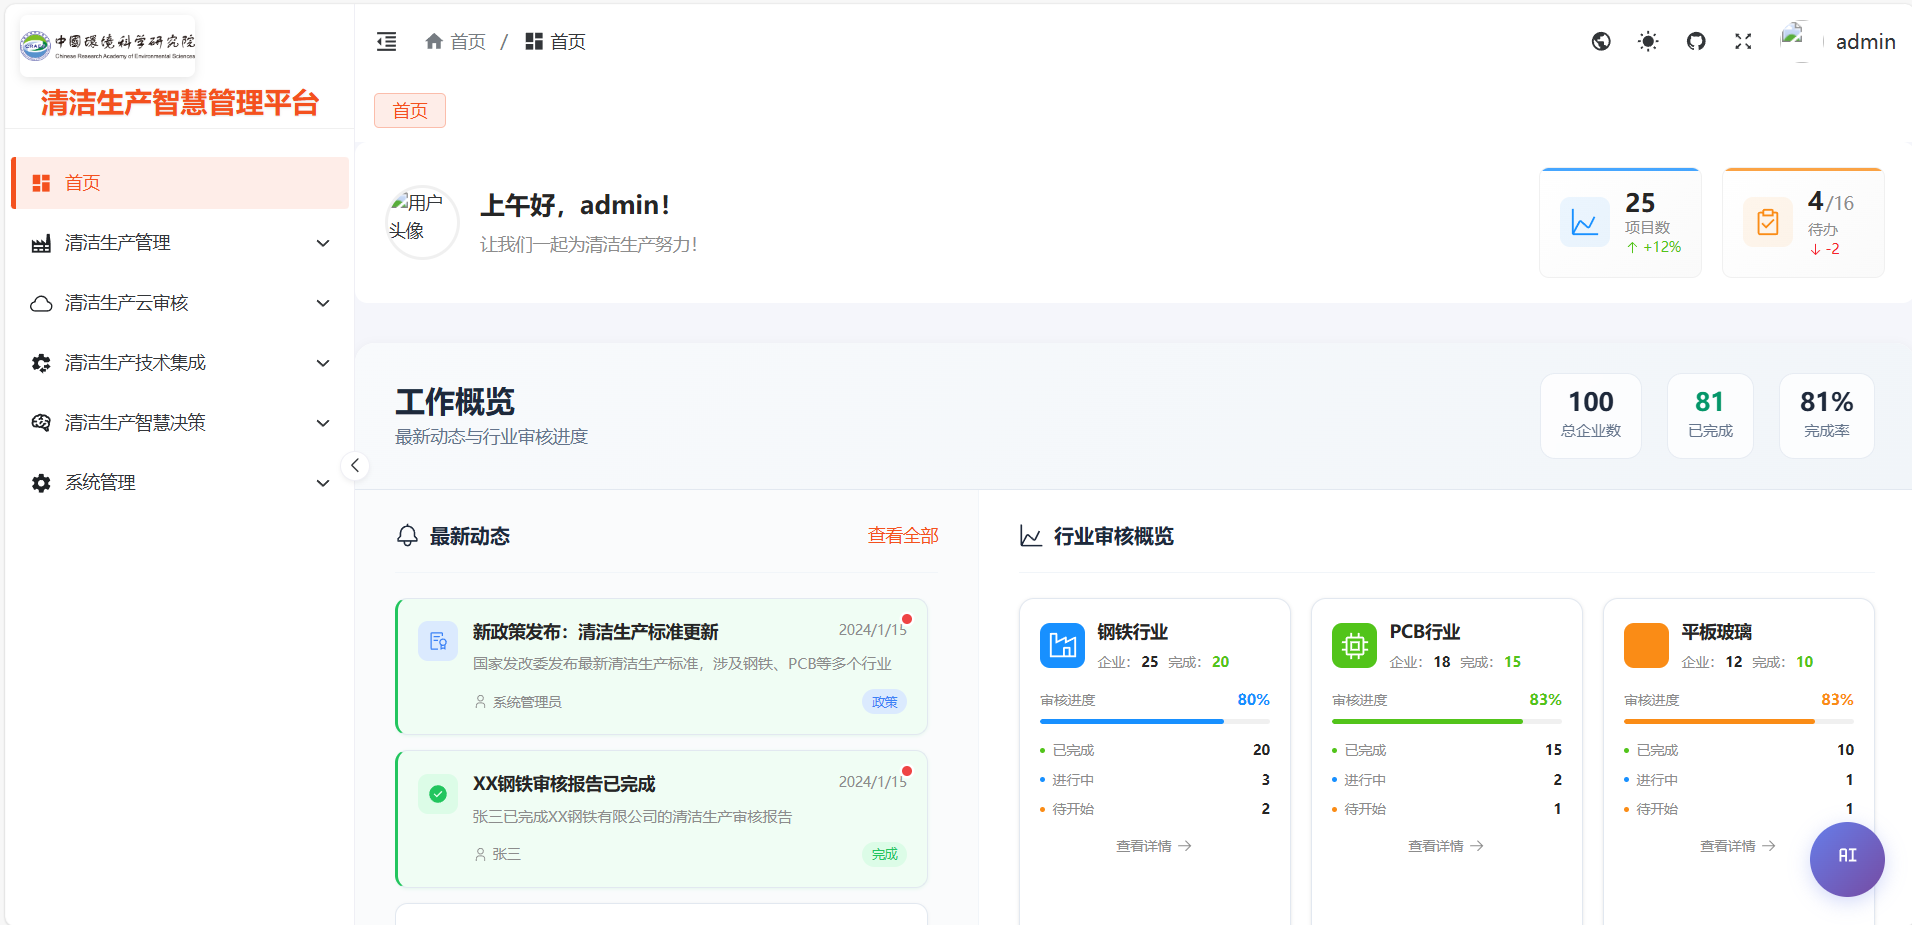 中國環境科学研究院
Chinese Research Academy of Environmental Sciences
清洁生产智慧管理平台
首页
清洁生产管理
清洁生产云审核
清洁生产技术集成
清洁生产智慧决策
系统管理
首页 / 首页
admin
首页
用户头像
上午好，admin！
让我们一起为清洁生产努力！
25
项目数
↑ +12%
4/16
待办
↓ -2
工作概览
最新动态与行业审核进度
100
总企业数
81
已完成
81%
完成率
最新动态
查看全部
新政策发布：清洁生产标准更新
2024/1/15
国家发改委发布最新清洁生产标准，涉及钢铁、PCB等多个行业
系统管理员
政策
XX钢铁审核报告已完成
2024/1/15
张三已完成XX钢铁有限公司的清洁生产审核报告
张三
完成
行业审核概览
钢铁行业
企业： 25 完成： 20
审核进度 80%
已完成 20
进行中 3
待开始 2
查看详情 →
PCB行业
企业： 18 完成： 15
审核进度 83%
已完成 15
进行中 2
待开始 1
查看详情 →
平板玻璃
企业： 12 完成： 10
审核进度 83%
已完成 10
进行中 1
待开始 1
查看详情 →
AI